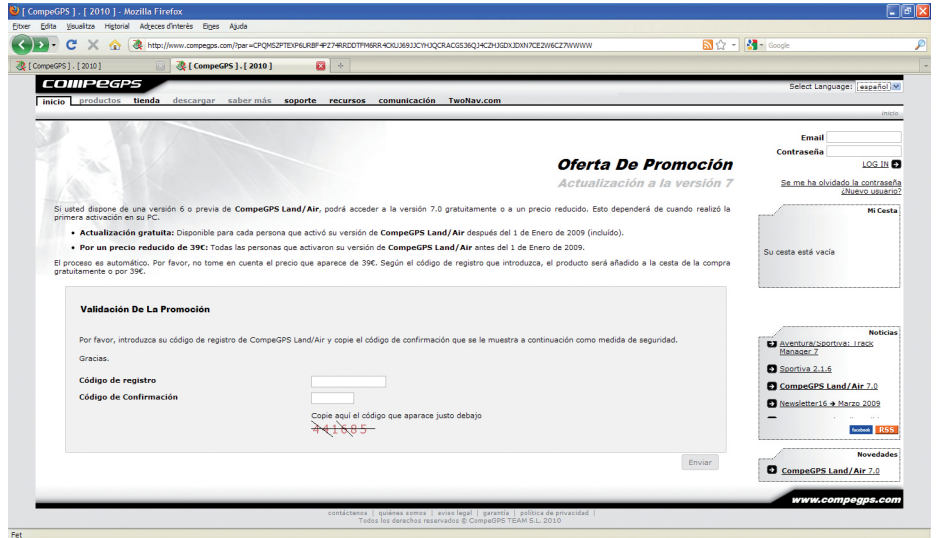 [ CompeGPS ] . [ 2010 ] - Mozilla Firefox
Fitxer Edita Visualitza Historial Adreces d'interès Eines Ajuda
Google
[ CompeGPS ] . [ 2010 ]
[ CompeGPS ] . [ 2010 ]
COMPEGPS
Select Language: español
inicio productos tienda descargar saber más soporte recursos comunicación TwoNav.com
inicio
Email
Contraseña
LOG IN
Se me ha olvidado la contraseña
¿Nuevo usuario?
Oferta De Promoción
Actualización a la versión 7
Si usted dispone de una versión 6 o previa de CompeGPS Land/Air, podrá acceder a la versión 7.0 gratuitamente o a un precio reducido. Esto dependerá de cuando realizó la
primera activación en su PC.
• Actualización gratuita: Disponible para cada persona que activó su versión de CompeGPS Land/Air después del 1 de Enero de 2009 (incluído).
• Por un precio reducido de 39€: Todas las personas que activaron su versión de CompeGPS Land/Air antes del 1 de Enero de 2009.
El proceso es automático. Por favor, no tome en cuenta el precio que aparece de 39€. Según el código de registro que introduzca, el producto será añadido a la cesta de la compra
gratuitamente o por 39€.
Validación De La Promoción
Por favor, introduzca su código de registro de CompeGPS Land/Air y copie el código de confirmación que se le muestra a continuación como medida de seguridad.
Gracias.
Código de registro
Código de Confirmación
Copie aquí el código que aparace justo debajo
441685
Enviar
Mi Cesta
Su cesta está vacía
Noticias
Aventura/Sportiva: Track
Manager 7
Sportiva 2.1.6
CompeGPS Land/Air 7.0
Newsletter16 → Marzo 2009
facebook RSS
Novedades
CompeGPS Land/Air 7.0
www.compegps.com
contáctenos | quiénes somos | aviso legal | garantía | política de privacidad |
Todos los derechos reservados © CompeGPS TEAM S.L. 2010
Fet